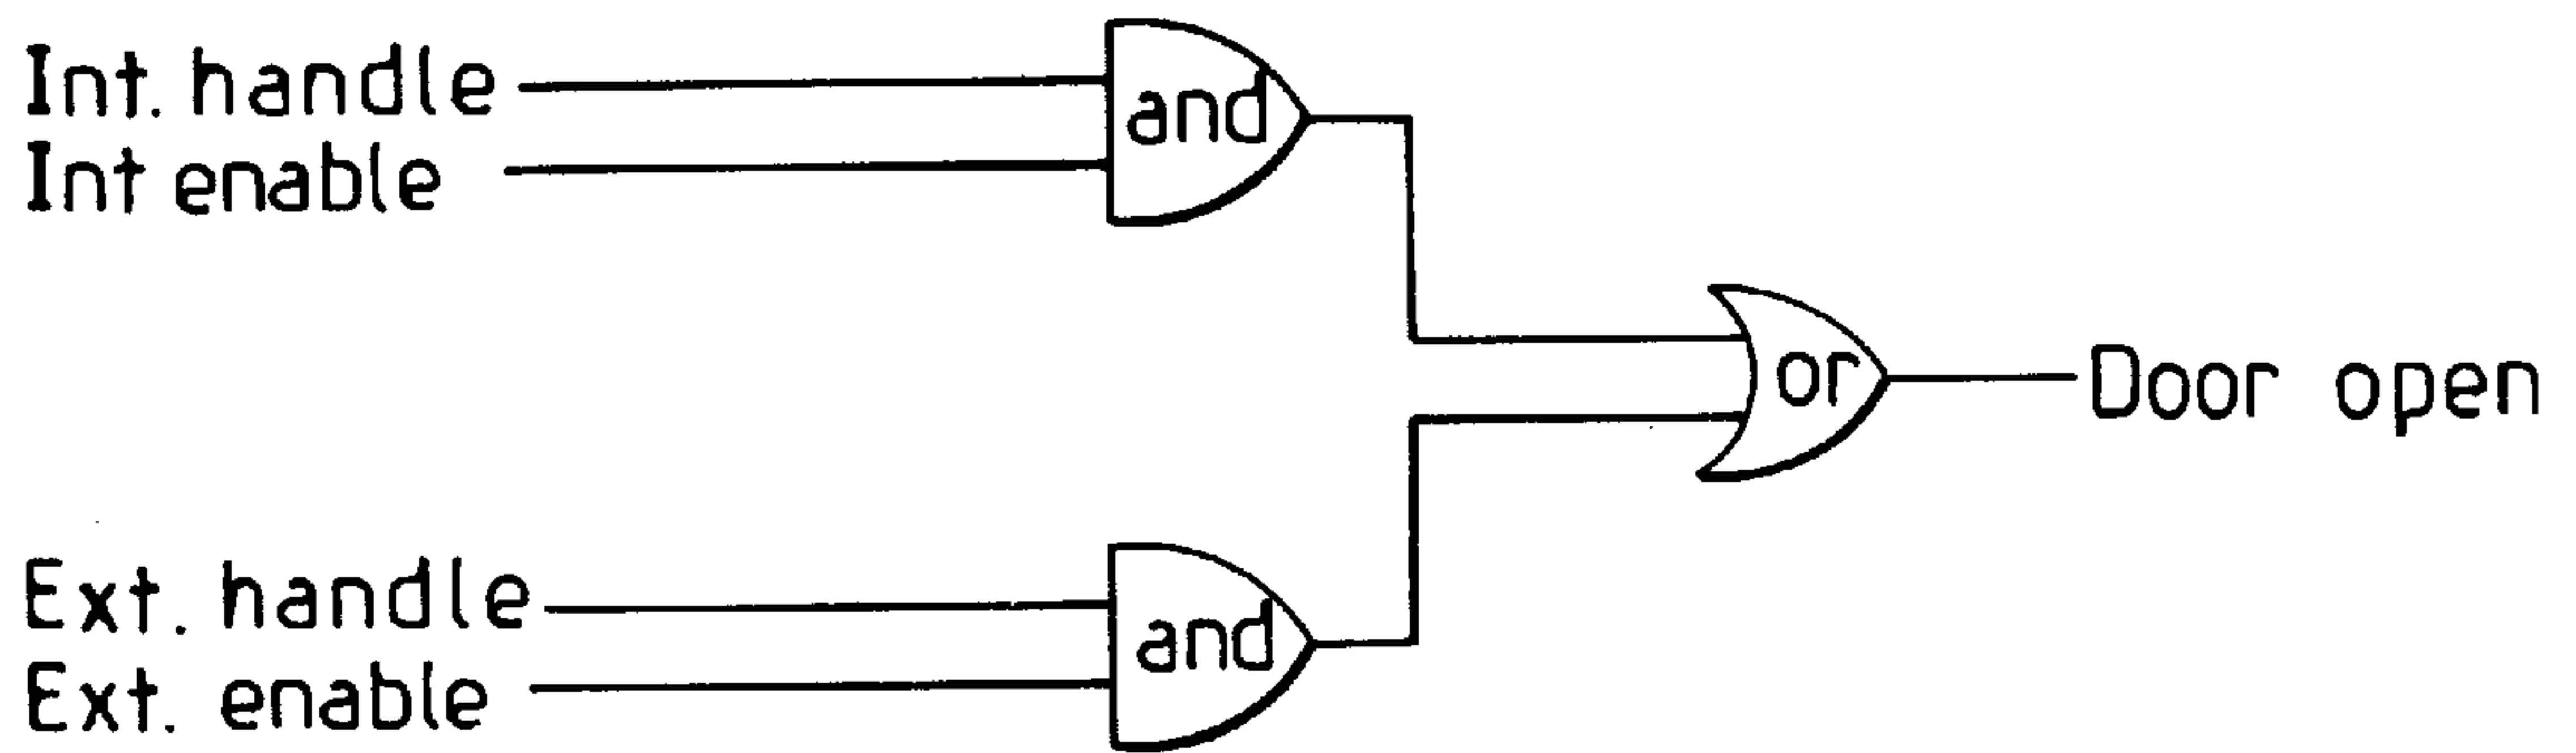 Int. handle
Int enable
and
or
Door open
Ext. handle
Ext. enable
and